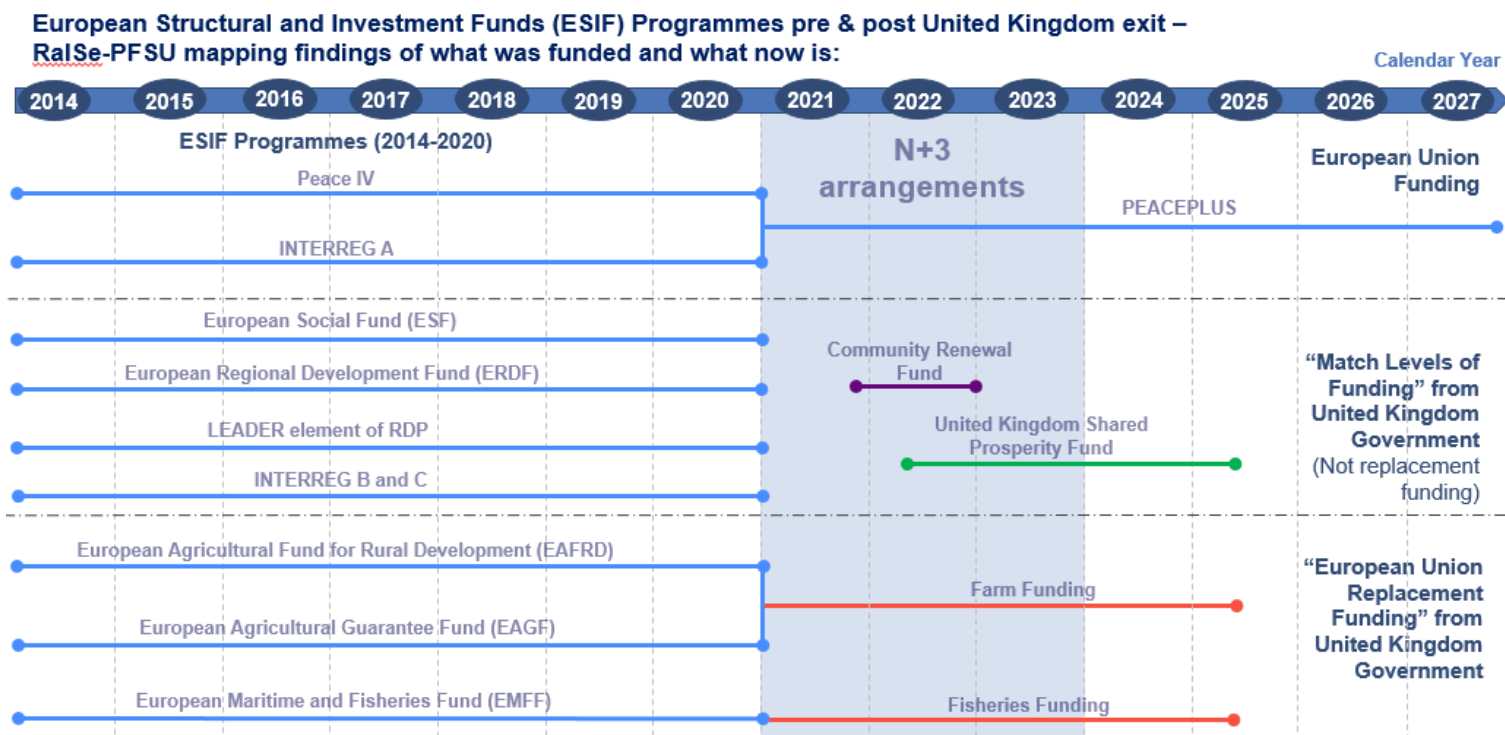 European Structural and Investment Funds (ESIF) Programmes pre & post United Kingdom exit –
RaISe-PFSU mapping findings of what was funded and what now is:
Calendar Year
2014 2015 2016 2017 2018 2019 2020 2021 2022 2023 2024 2025 2026 2027
ESIF Programmes (2014-2020)
N+3
arrangements
European Union
Funding
Peace IV
PEACEPLUS
INTERREG A
European Social Fund (ESF)
European Regional Development Fund (ERDF)
LEADER element of RDP
INTERREG B and C
Community Renewal
Fund
United Kingdom Shared
Prosperity Fund
“Match Levels of
Funding” from
United Kingdom
Government
(Not replacement
funding)
European Agricultural Fund for Rural Development (EAFRD)
European Agricultural Guarantee Fund (EAGF)
European Maritime and Fisheries Fund (EMFF)
Farm Funding
Fisheries Funding
“European Union
Replacement
Funding” from
United Kingdom
Government